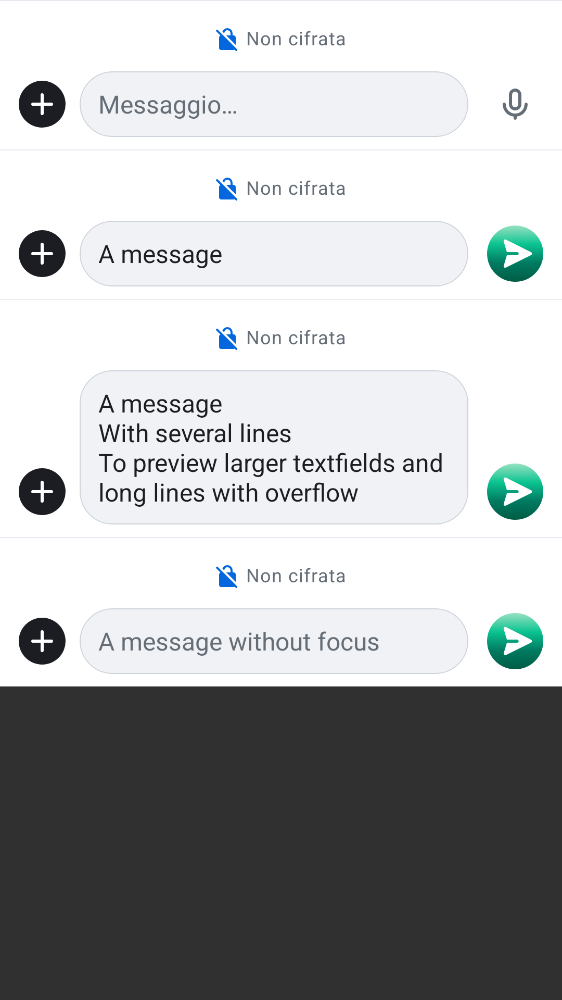 Non cifrata
Messaggio…
Non cifrata
A message
Non cifrata
A message
With several lines
To preview larger textfields and
long lines with overflow
Non cifrata
A message without focus